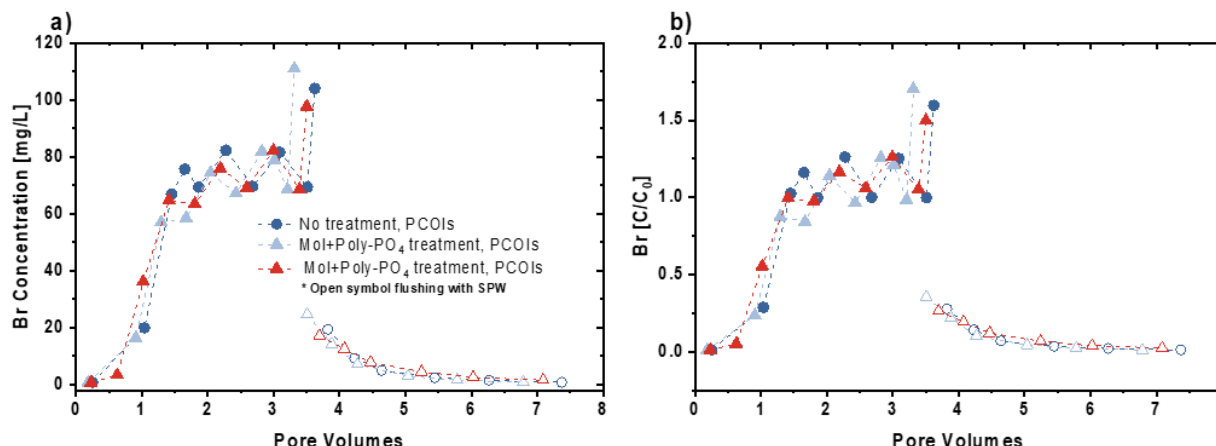 a)
Br Concentration [mg/L]
120
100
80
60
40
20
0
No treatment, PCOIs
Mol+Poly-PO₄ treatment, PCOIs
Mol+Poly-PO₄ treatment, PCOIs
* Open symbol flushing with SPW
0 1 2 3 4 5 6 7 8
Pore Volumes
b)
Br [C/C₀]
2.0
1.5
1.0
0.5
0.0
0 1 2 3 4 5 6 7
Pore Volumes